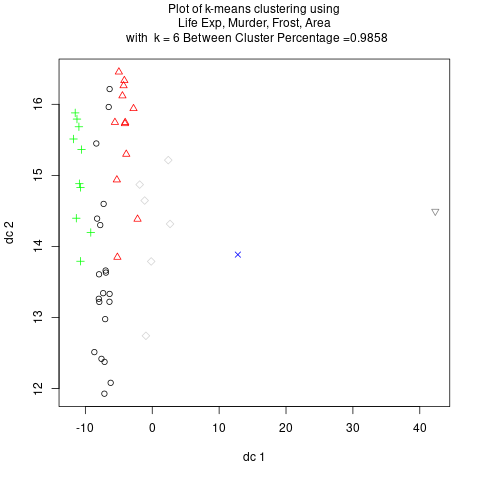 Plot of k-means clustering using
Life Exp, Murder, Frost, Area
with k = 6 Between Cluster Percentage =0.9858
16
15
14
13
12
dc 2
-10 0 10 20 30 40
dc 1